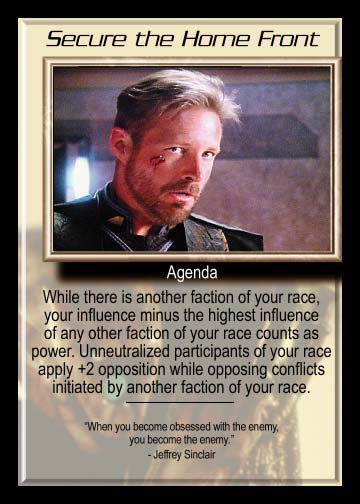 Secure the Home Front
Agenda
While there is another faction of your race,
your influence minus the highest influence
of any other faction of your race counts as
power. Unneutralized participants of your race
apply +2 opposition while opposing conflicts
initiated by another faction of your race.
“When you become obsessed with the enemy,
you become the enemy.”
- Jeffrey Sinclair